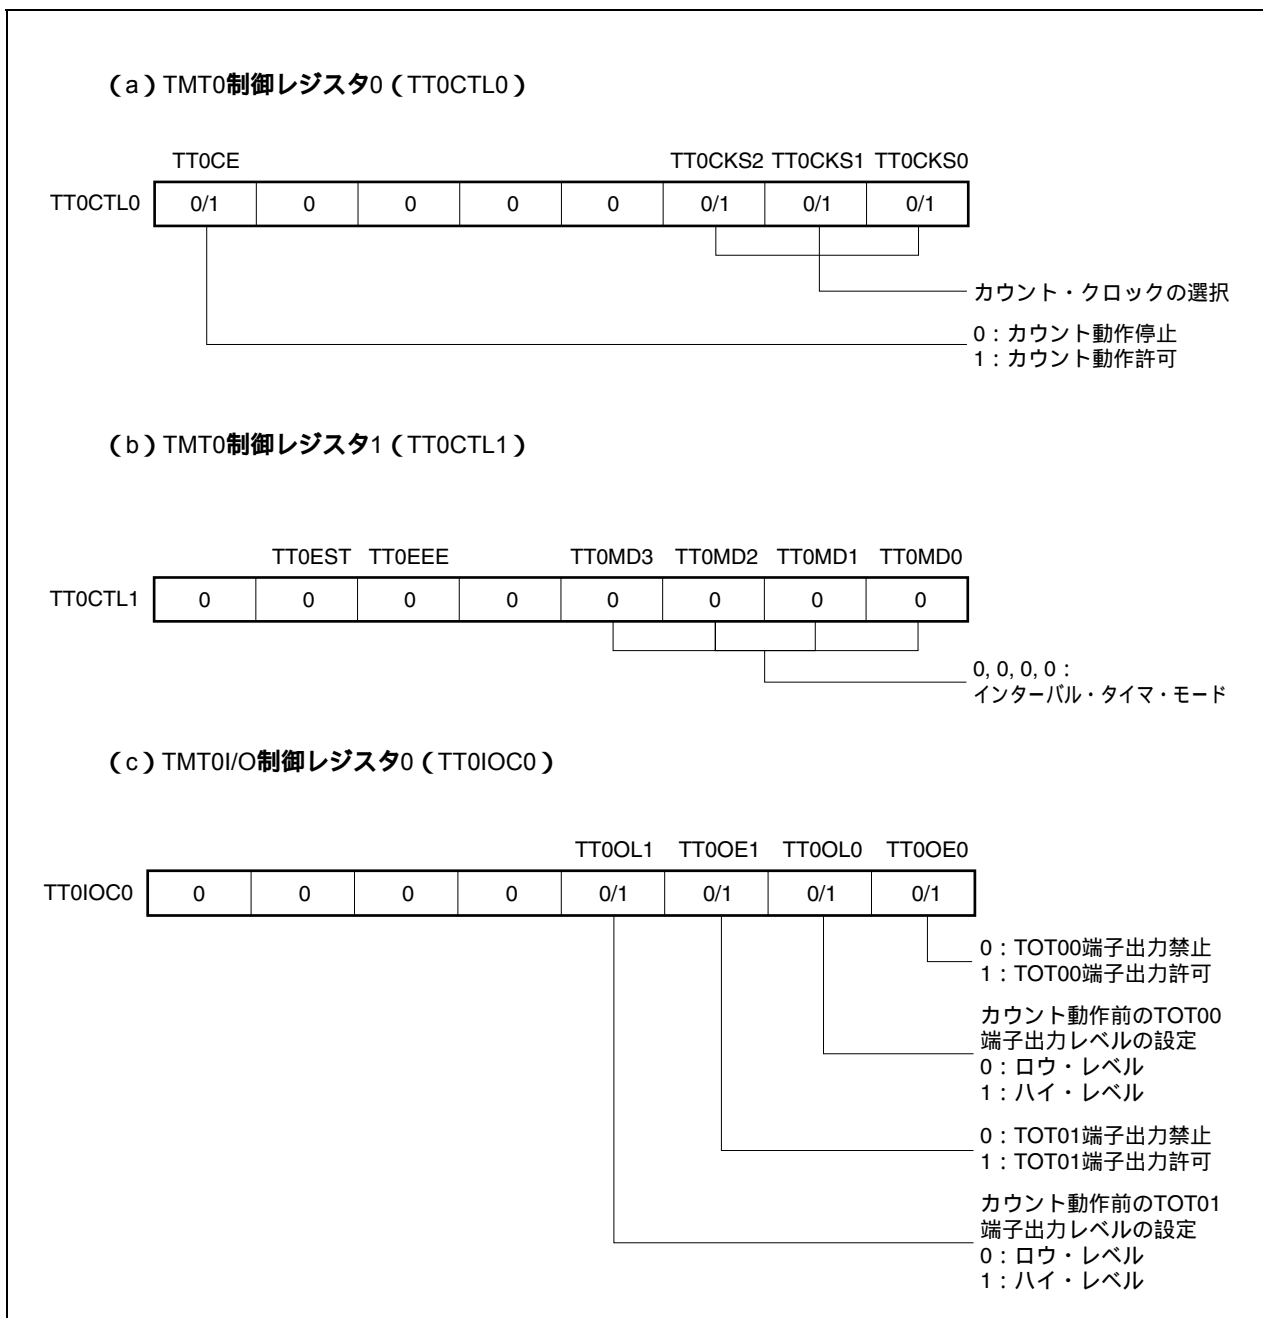 （a）TMT0制御レジスタ0（TT0CTL0）
TT0CE TT0CKS2 TT0CKS1 TT0CKS0
TT0CTL0 0/1 0 0 0 0 0/1 0/1 0/1
カウント・クロックの選択
0：カウント動作停止
1：カウント動作許可
（b）TMT0制御レジスタ1（TT0CTL1）
TT0EST TT0EEE TT0MD3 TT0MD2 TT0MD1 TT0MD0
TT0CTL1 0 0 0 0 0 0 0 0
0, 0, 0, 0：
インターバル・タイマ・モード
（c）TMT0I/O制御レジスタ0（TT0IOC0）
TT0OL1 TT0OE1 TT0OL0 TT0OE0
TT0IOC0 0 0 0 0 0/1 0/1 0/1 0/1
0：TOT00端子出力禁止
1：TOT00端子出力許可
カウント動作前のTOT00
端子出力レベルの設定
0：ロウ・レベル
1：ハイ・レベル
0：TOT01端子出力禁止
1：TOT01端子出力許可
カウント動作前のTOT01
端子出力レベルの設定
0：ロウ・レベル
1：ハイ・レベル